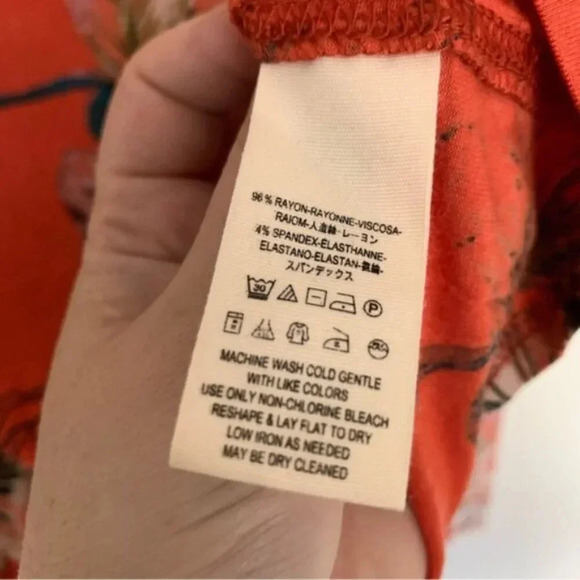 96% RAYON-RAYONNE-VISCOSA-
RAIOM-人造絲-レーヨン
4% SPANDEX-ELASTHANNE-
ELASTANO-ELASTAN-氨綸-
スパンデックス
30
P
MACHINE WASH COLD GENTLE
WITH LIKE COLORS
USE ONLY NON-CHLORINE BLEACH
RESHAPE & LAY FLAT TO DRY
LOW IRON AS NEEDED
MAY BE DRY CLEANED